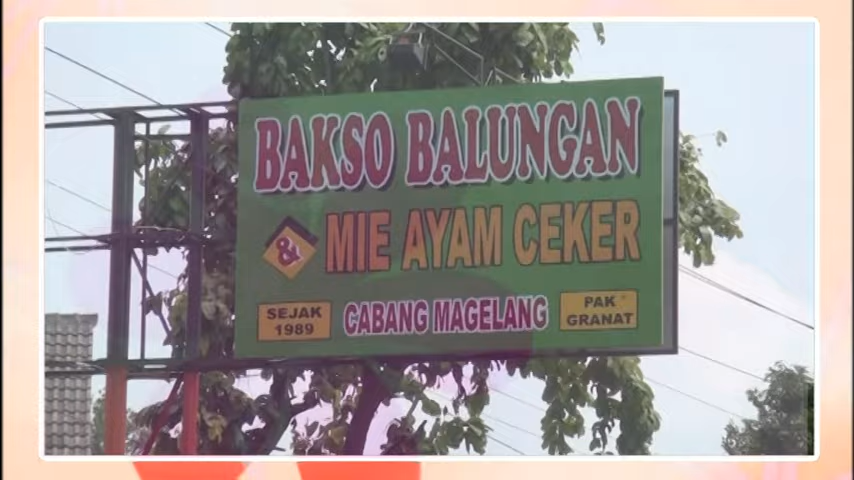 BAKSO BALUNGAN
& MIE AYAM CEKER
SEJAK 1989
CABANG MAGELANG
PAK GRANAT